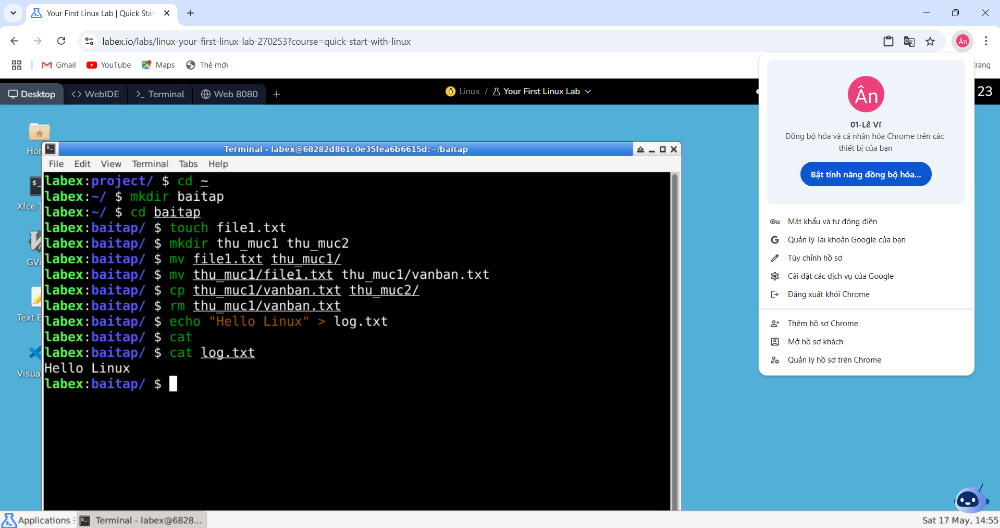 Your First Linux Lab | Quick Star
labex.io/labs/linux-your-first-linux-lab-270253?course=quick-start-with-linux
Ân
Gmail
YouTube
Maps
Thẻ mới
trang
Desktop
WebIDE
Terminal
Web 8080
Linux / Your First Linux Lab
23
Ân
01-Lê Vĩ
Đồng bộ hóa và cá nhân hóa Chrome trên các
thiết bị của bạn
Bật tính năng đồng bộ hóa...
Mật khẩu và tự động điền
Quản lý Tài khoản Google của bạn
Tùy chỉnh hồ sơ
Cài đặt các dịch vụ của Google
Đăng xuất khỏi Chrome
Thêm hồ sơ Chrome
Mở hồ sơ khách
Quản lý hồ sơ trên Chrome
Hor
Xfce T
GVi
Text E
Visua
Terminal - labex@68282d861c0e35fea6b6615d:~/baitap
File Edit View Terminal Tabs Help
labex:project/ $ cd ~
labex:~/ $ mkdir baitap
labex:~/ $ cd baitap
labex:baitap/ $ touch file1.txt
labex:baitap/ $ mkdir thu_muc1 thu_muc2
labex:baitap/ $ mv file1.txt thu_muc1/
labex:baitap/ $ mv thu_muc1/file1.txt thu_muc1/vanban.txt
labex:baitap/ $ cp thu_muc1/vanban.txt thu_muc2/
labex:baitap/ $ rm thu_muc1/vanban.txt
labex:baitap/ $ echo "Hello Linux" > log.txt
labex:baitap/ $ cat
labex:baitap/ $ cat log.txt
Hello Linux
labex:baitap/ $
Applications
Terminal - labex@6828...
Sat 17 May, 14:55